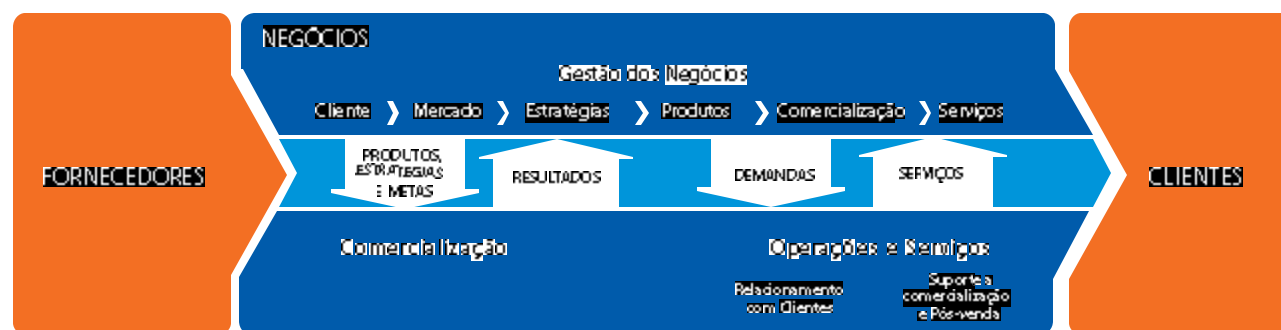 NEGÓCIOS
Gestão dos Negócios
Cliente
Mercado
Estratégias
Produtos
Comercialização
Serviços
FORNECEDORES
PRODUTOS,
ESTRATÉGIAS
E METAS
RESULTADOS
DEMANDAS
SERVIÇOS
CLIENTES
Comercialização
Operações e Serviços
Relacionamento
com Clientes
Suporte a
comercialização
e Pós-venda